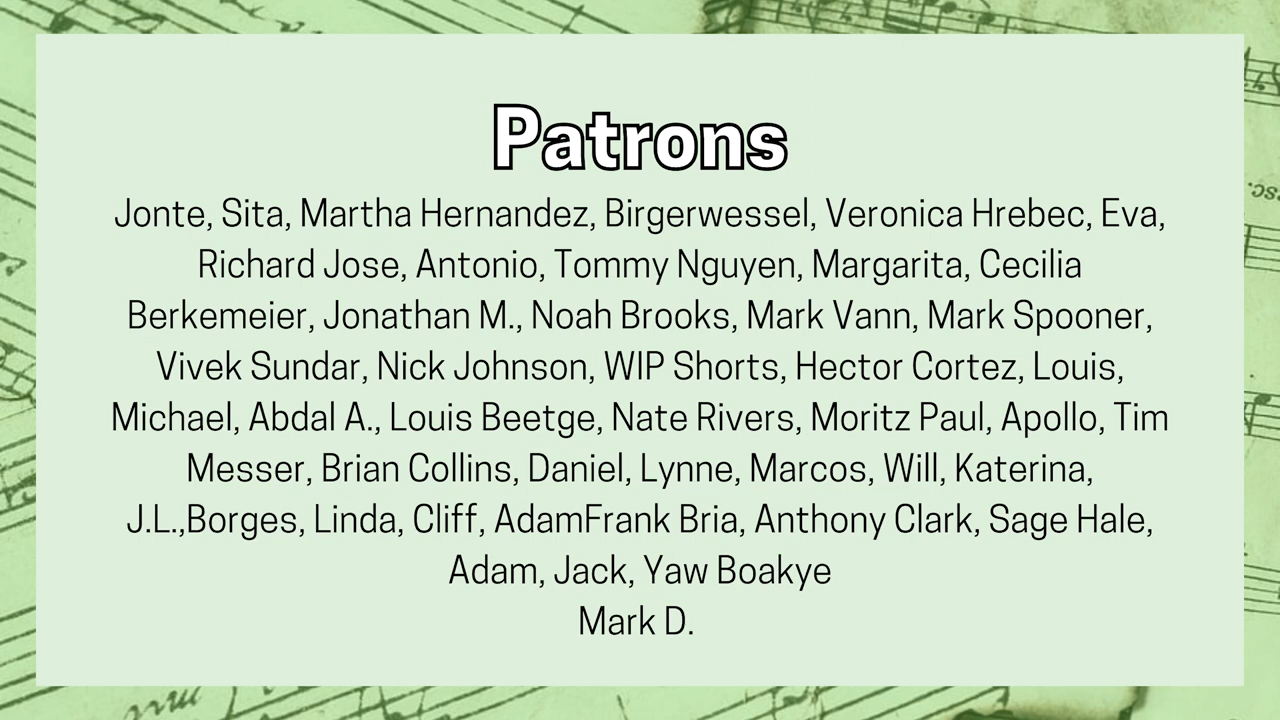 Patrons
Jonte, Sita, Martha Hernandez, Birgerwessel, Veronica Hrebec, Eva,
Richard Jose, Antonio, Tommy Nguyen, Margarita, Cecilia
Berkemeier, Jonathan M., Noah Brooks, Mark Vann, Mark Spooner,
Vivek Sundar, Nick Johnson, WIP Shorts, Hector Cortez, Louis,
Michael, Abdal A., Louis Beetge, Nate Rivers, Moritz Paul, Apollo, Tim
Messer, Brian Collins, Daniel, Lynne, Marcos, Will, Katerina,
J.L.,Borges, Linda, Cliff, AdamFrank Bria, Anthony Clark, Sage Hale,
Adam, Jack, Yaw Boakye
Mark D.